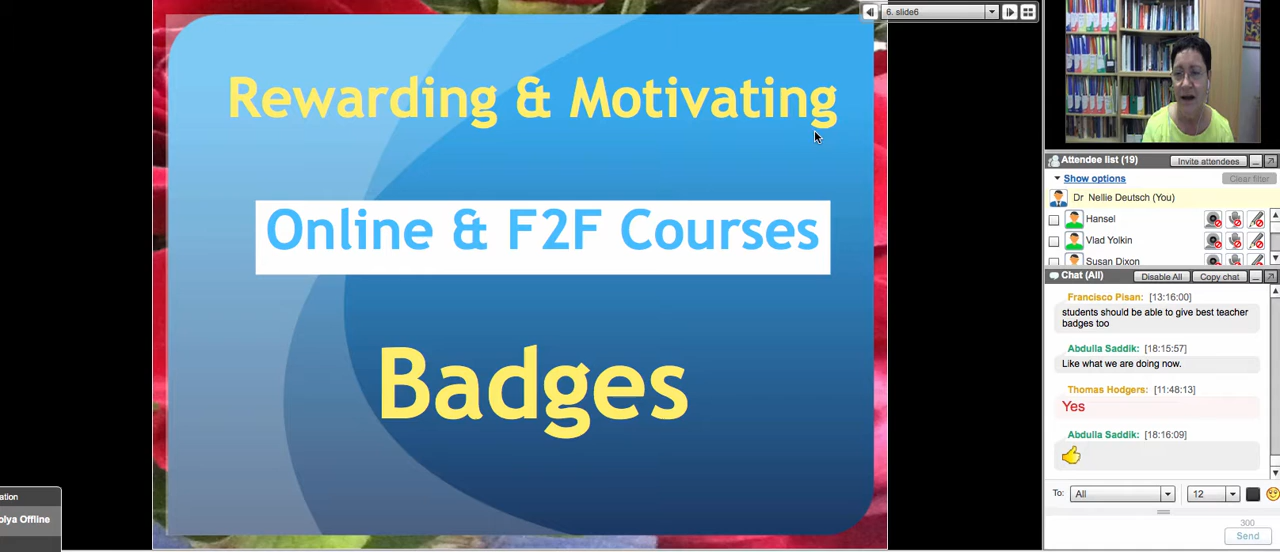 6. slide6
Rewarding & Motivating
Online & F2F Courses
Badges
ation
olya Offline
Attendee list (19)
Invite attendees
Show options
Clear filter
Dr Nellie Deutsch (You)
Hansel
Vlad Yolkin
Susan Dixon
Chat (All)
Disable All
Copy chat
Francisco Pisan: [13:16:00]
students should be able to give best teacher
badges too
Abdulla Saddik: [18:15:57]
Like what we are doing now.
Thomas Hodgers: [11:48:13]
Yes
Abdulla Saddik: [18:16:09]
To: All
12
300
Send